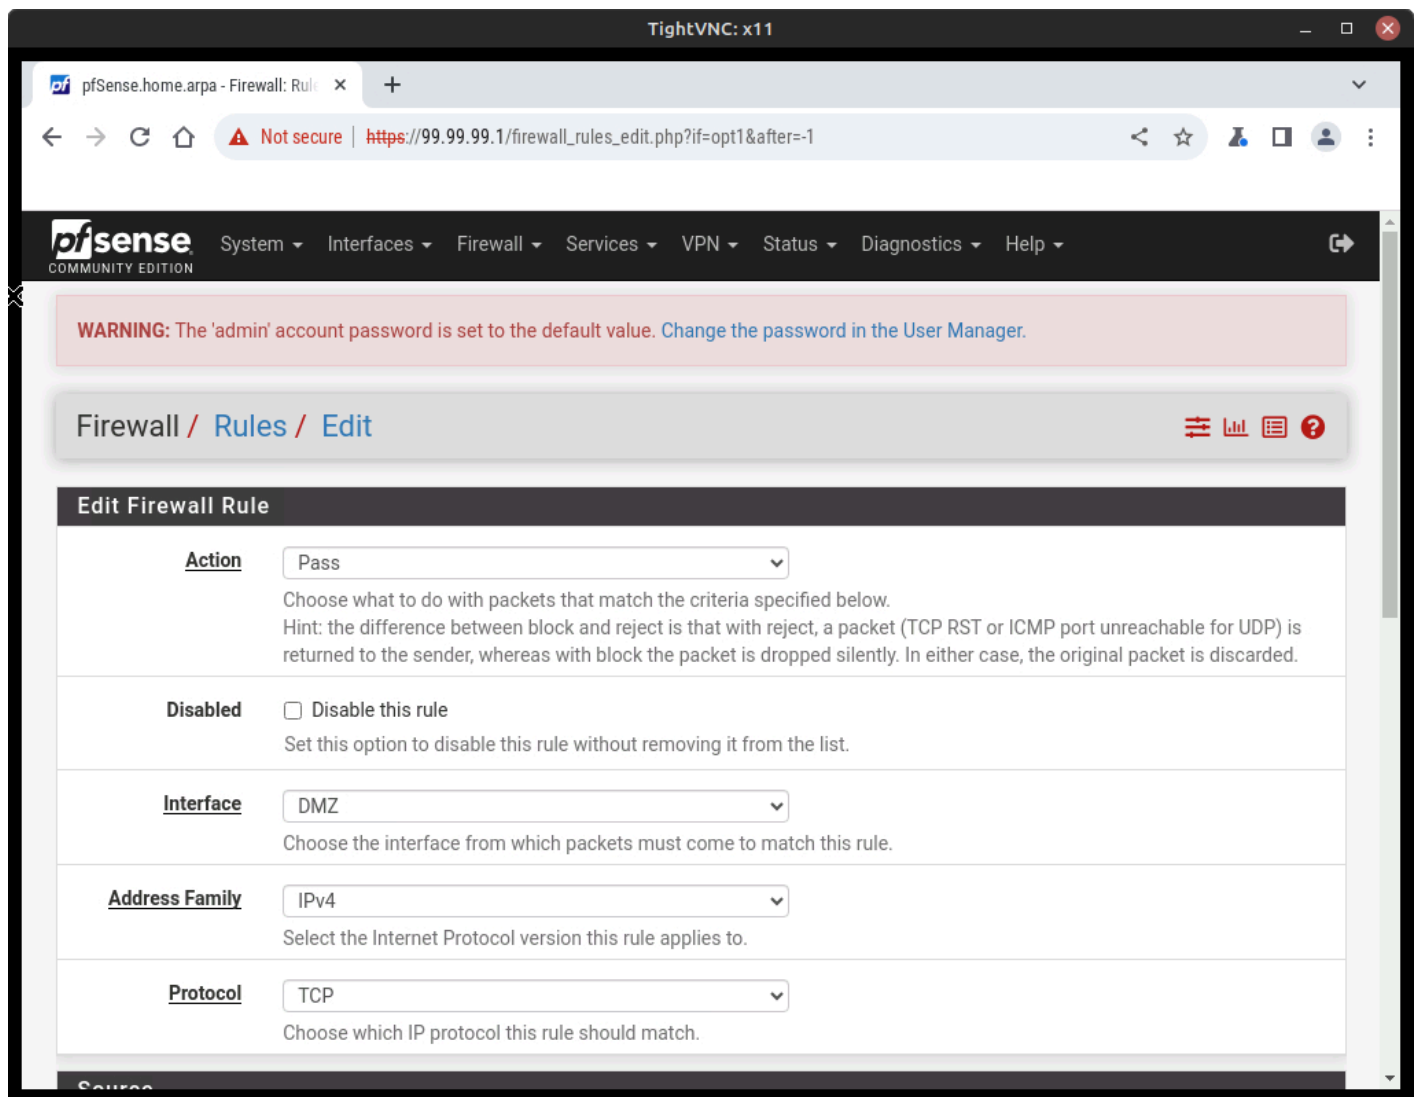 TightVNC: x11
pfSense.home.arpa - Firewall: Rul
Not secure | https://99.99.99.1/firewall_rules_edit.php?if=opt1&after=-1
pfsense
COMMUNITY EDITION
System Interfaces Firewall Services VPN Status Diagnostics Help
WARNING: The 'admin' account password is set to the default value. Change the password in the User Manager.
Firewall / Rules / Edit
Edit Firewall Rule
Action Pass
Choose what to do with packets that match the criteria specified below.
Hint: the difference between block and reject is that with reject, a packet (TCP RST or ICMP port unreachable for UDP) is
returned to the sender, whereas with block the packet is dropped silently. In either case, the original packet is discarded.
Disabled Disable this rule
Set this option to disable this rule without removing it from the list.
Interface DMZ
Choose the interface from which packets must come to match this rule.
Address Family IPv4
Select the Internet Protocol version this rule applies to.
Protocol TCP
Choose which IP protocol this rule should match.
Source